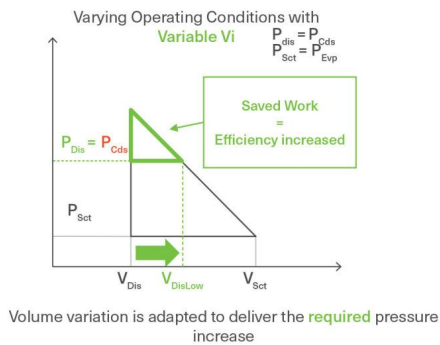 Varying Operating Conditions with
Variable Vi
Pdis = PCds
PSct = PEvp
Saved Work
=
Efficiency increased
PDis = PCds
PSct
VDis
VDisLow
VSct
Volume variation is adapted to deliver the required pressure
increase